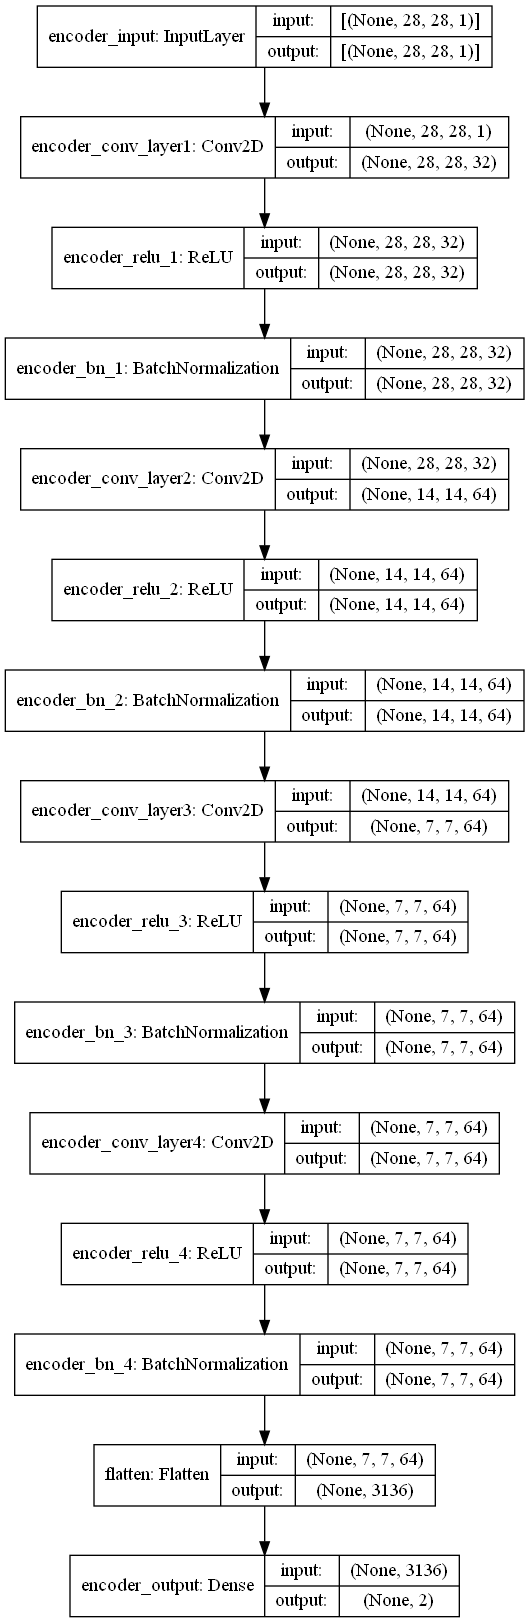 encoder_input: InputLayer
input:
[(None, 28, 28, 1)]
output:
[(None, 28, 28, 1)]
encoder_conv_layer1: Conv2D
input:
(None, 28, 28, 1)
output:
(None, 28, 28, 32)
encoder_relu_1: ReLU
input:
(None, 28, 28, 32)
output:
(None, 28, 28, 32)
encoder_bn_1: BatchNormalization
input:
(None, 28, 28, 32)
output:
(None, 28, 28, 32)
encoder_conv_layer2: Conv2D
input:
(None, 28, 28, 32)
output:
(None, 14, 14, 64)
encoder_relu_2: ReLU
input:
(None, 14, 14, 64)
output:
(None, 14, 14, 64)
encoder_bn_2: BatchNormalization
input:
(None, 14, 14, 64)
output:
(None, 14, 14, 64)
encoder_conv_layer3: Conv2D
input:
(None, 14, 14, 64)
output:
(None, 7, 7, 64)
encoder_relu_3: ReLU
input:
(None, 7, 7, 64)
output:
(None, 7, 7, 64)
encoder_bn_3: BatchNormalization
input:
(None, 7, 7, 64)
output:
(None, 7, 7, 64)
encoder_conv_layer4: Conv2D
input:
(None, 7, 7, 64)
output:
(None, 7, 7, 64)
encoder_relu_4: ReLU
input:
(None, 7, 7, 64)
output:
(None, 7, 7, 64)
encoder_bn_4: BatchNormalization
input:
(None, 7, 7, 64)
output:
(None, 7, 7, 64)
flatten: Flatten
input:
(None, 7, 7, 64)
output:
(None, 3136)
encoder_output: Dense
input:
(None, 3136)
output:
(None, 2)